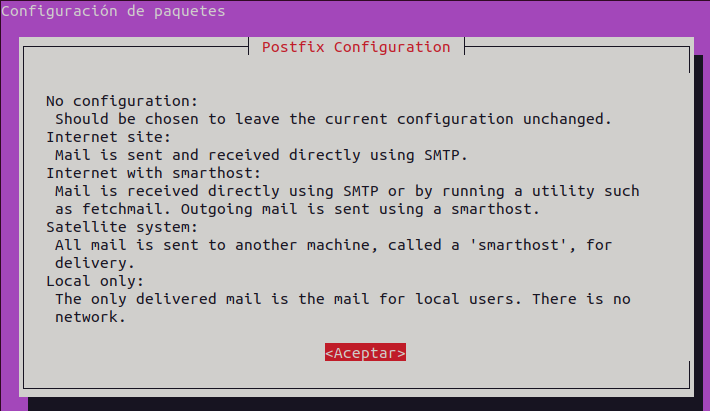 Configuración de paquetes
Postfix Configuration
No configuration:
Should be chosen to leave the current configuration unchanged.
Internet site:
Mail is sent and received directly using SMTP.
Internet with smarthost:
Mail is received directly using SMTP or by running a utility such
as fetchmail. Outgoing mail is sent using a smarthost.
Satellite system:
All mail is sent to another machine, called a 'smarthost', for
delivery.
Local only:
The only delivered mail is the mail for local users. There is no
network.
<Aceptar>